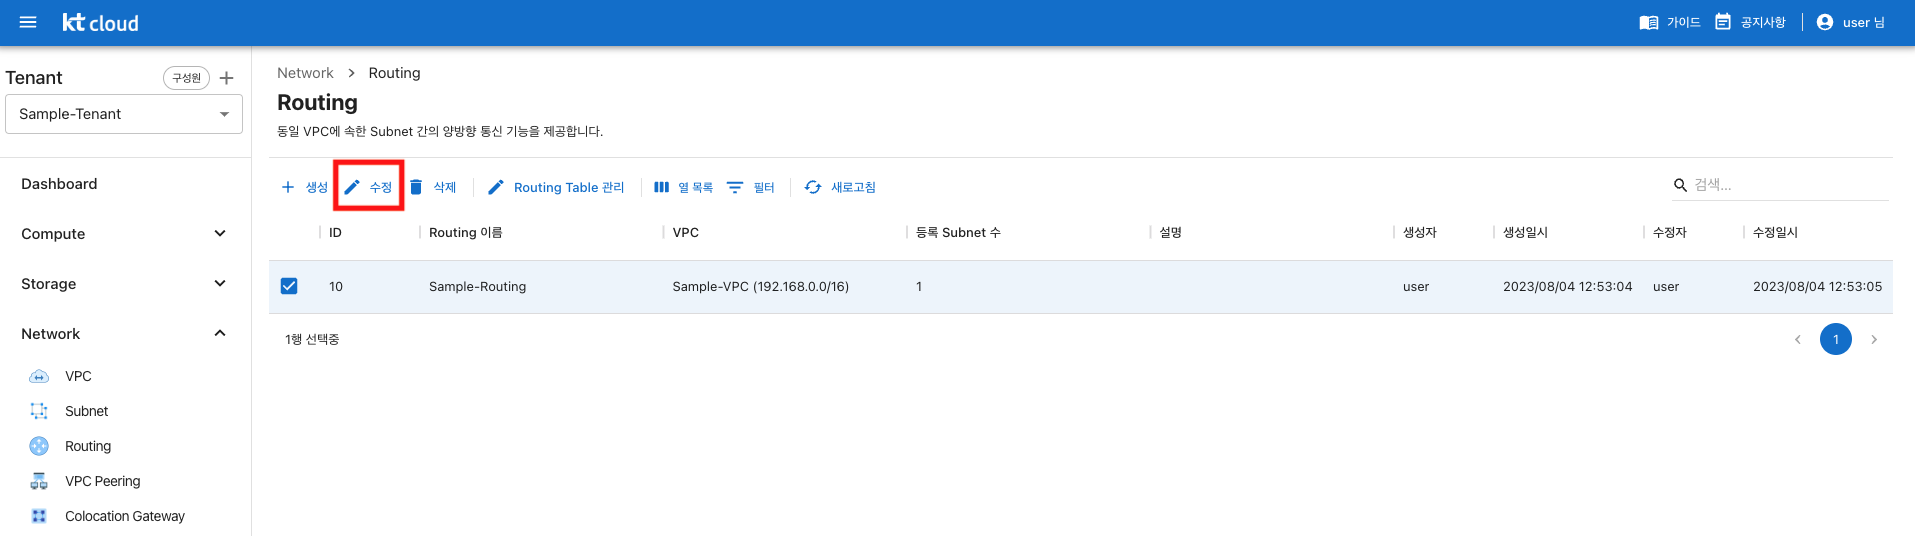 kt cloud
가이드
공지사항
user 님
Tenant
구성원
Sample-Tenant
Dashboard
Compute
Storage
Network
VPC
Subnet
Routing
VPC Peering
Colocation Gateway
Network > Routing
Routing
동일 VPC에 속한 Subnet 간의 양방향 통신 기능을 제공합니다.
생성 수정 삭제 Routing Table 관리 열 목록 필터 새로고침 검색...
ID Routing 이름 VPC 등록 Subnet 수 설명 생성자 생성일시 수정자 수정일시
10 Sample-Routing Sample-VPC (192.168.0.0/16) 1 user 2023/08/04 12:53:04 user 2023/08/04 12:53:05
1행 선택중
1